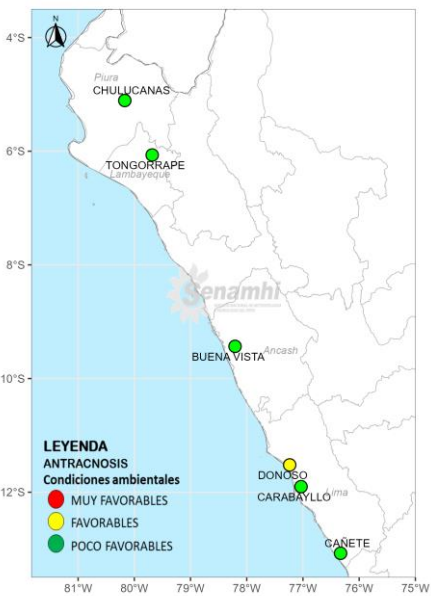 N
4°S
6°S
8°S
10°S
12°S
Piura
CHULUCANAS
TONGORRAPE
Lambayeque
Senamhi
BUENA VISTA
Ancash
DONOSO
CARABAYLLO
Lima
CAÑETE
LEYENDA
ANTRACNOSIS
Condiciones ambientales
MUY FAVORABLES
FAVORABLES
POCO FAVORABLES
81°W 80°W 79°W 78°W 77°W 76°W 75°W